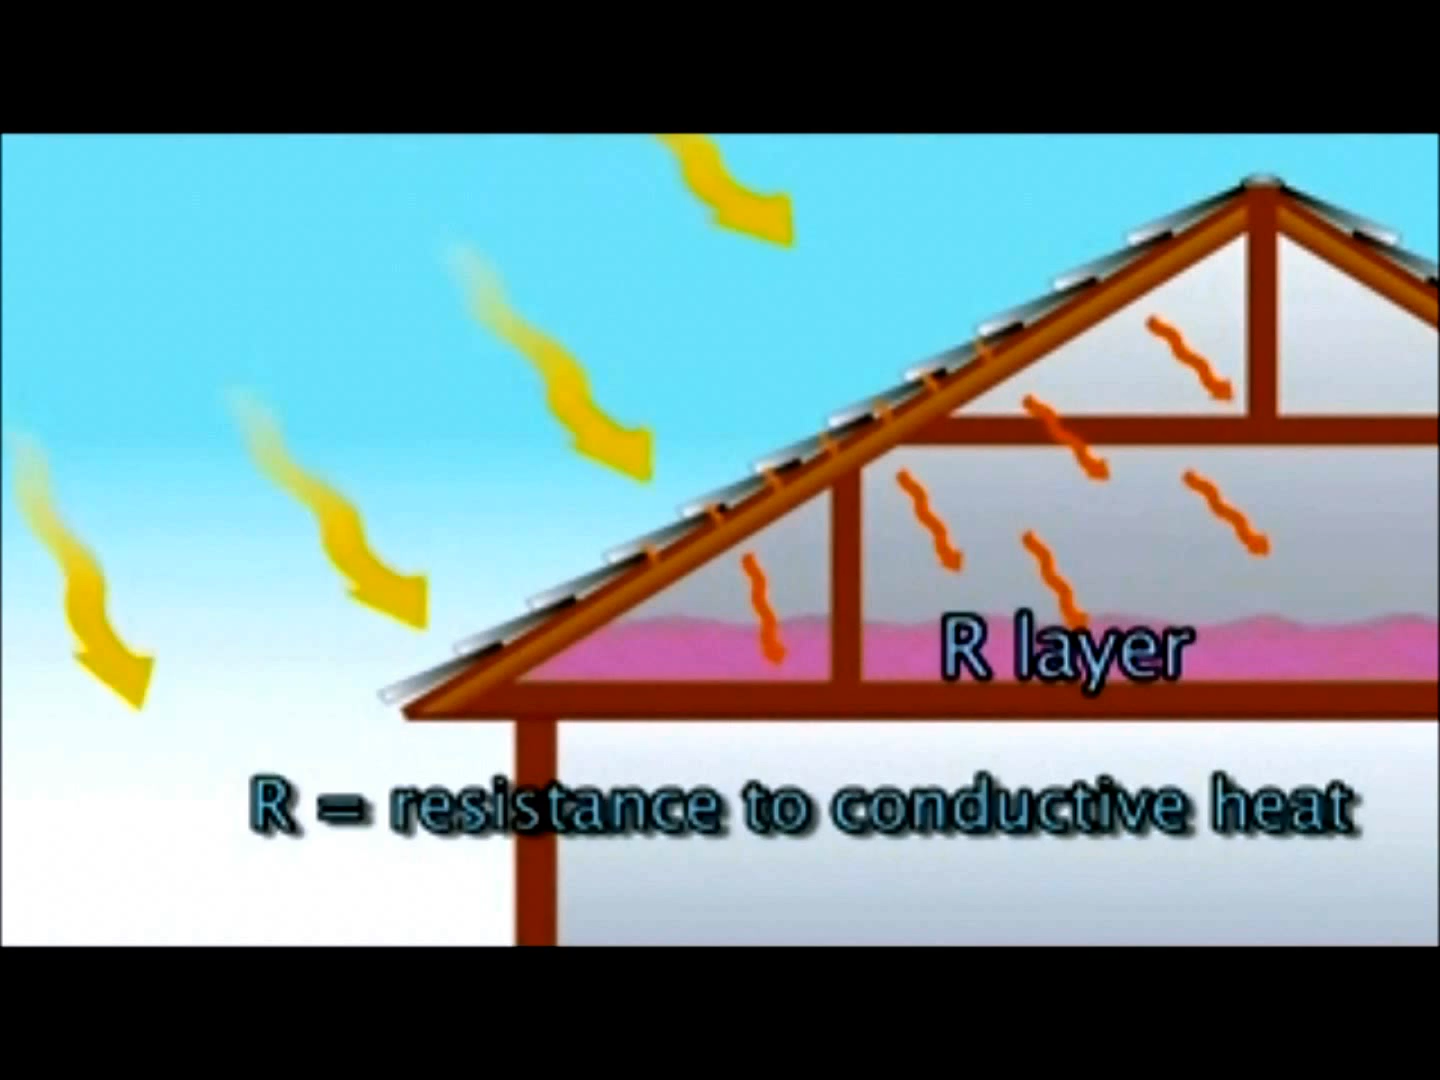 R layer
R = resistance to conductive heat